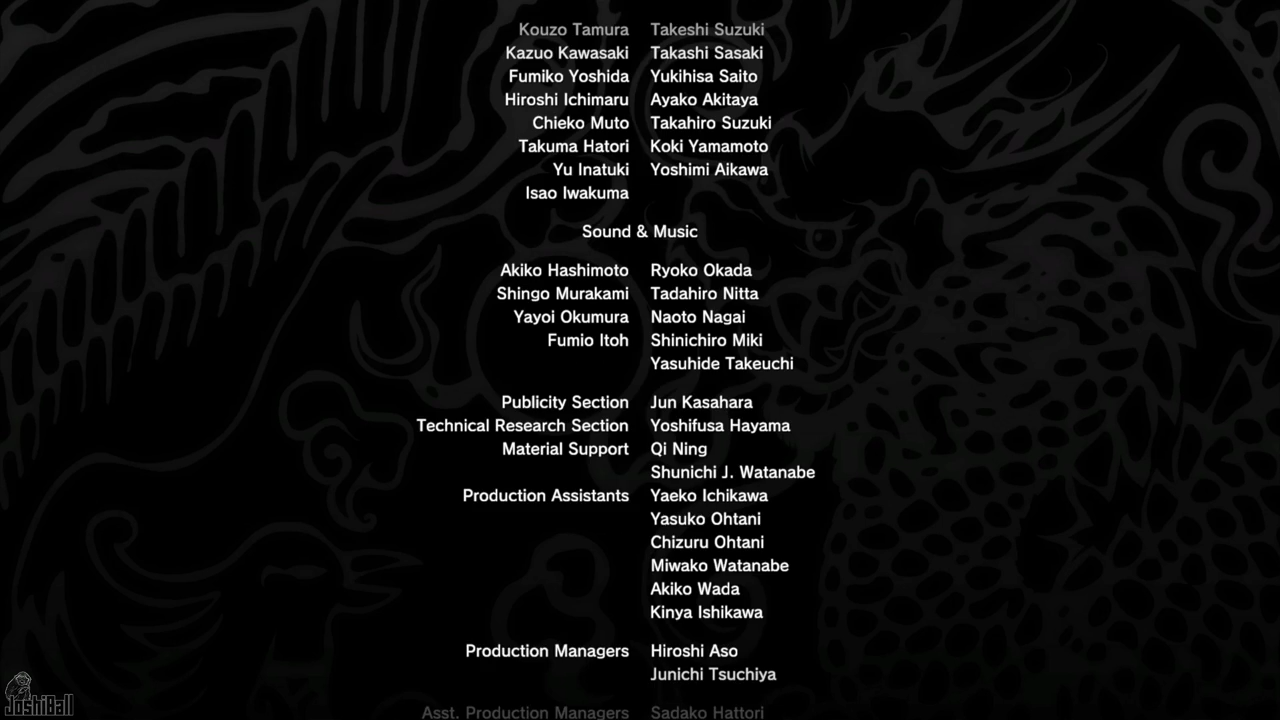 Kouzo Tamura Takeshi Suzuki
Kazuo Kawasaki Takashi Sasaki
Fumiko Yoshida Yukihisa Saito
Hiroshi Ichimaru Ayako Akitaya
Chieko Muto Takahiro Suzuki
Takuma Hatori Koki Yamamoto
Yu Inatuki Yoshimi Aikawa
Isao Iwakuma
Sound & Music
Akiko Hashimoto Ryoko Okada
Shingo Murakami Tadahiro Nitta
Yayoi Okumura Naoto Nagai
Fumio Itoh Shinichiro Miki
Yasuhide Takeuchi
Publicity Section Jun Kasahara
Technical Research Section Yoshifusa Hayama
Material Support Qi Ning
Shunichi J. Watanabe
Production Assistants Yaeko Ichikawa
Yasuko Ohtani
Chizuru Ohtani
Miwako Watanabe
Akiko Wada
Kinya Ishikawa
Production Managers Hiroshi Aso
Junichi Tsuchiya
Asst. Production Managers Sadako Hattori
JoshiBall